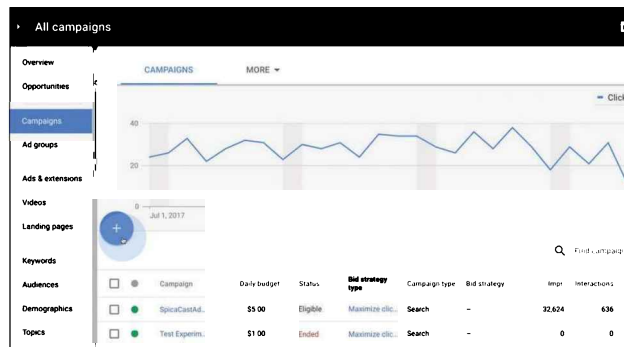 All campaigns
Overview
Opportunities
Campaigns
Ad groups
Ads & extensions
Videos
Landing pages
Keywords
Audiences
Demographics
Topics
CAMPAIGNS MORE
Click
40
20
0
Jul 1, 2017
+
Find campaign
Campaign Daily budget Status Bid strategy type Campaign type Bid strategy Impr Interactions
SpicaCastAd... $5 00 Eligible Maximize clic... Search – 32,624 636
Test Experim... $1 00 Ended Maximize clic... Search – 0 0